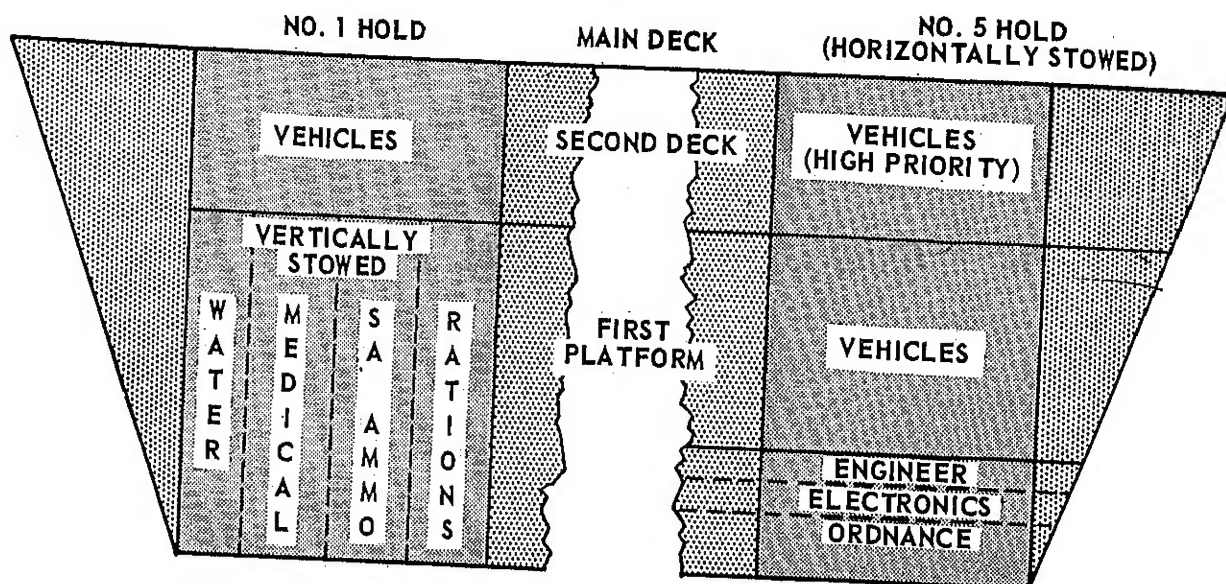 NO. 1 HOLD
MAIN DECK
NO. 5 HOLD
(HORIZONTALLY STOWED)
VEHICLES
SECOND DECK
VEHICLES
(HIGH PRIORITY)
VERTICALLY
STOWED
WATER
MEDICAL
SA AMMO
RATIONS
FIRST
PLATFORM
VEHICLES
ENGINEER
ELECTRONICS
ORDNANCE